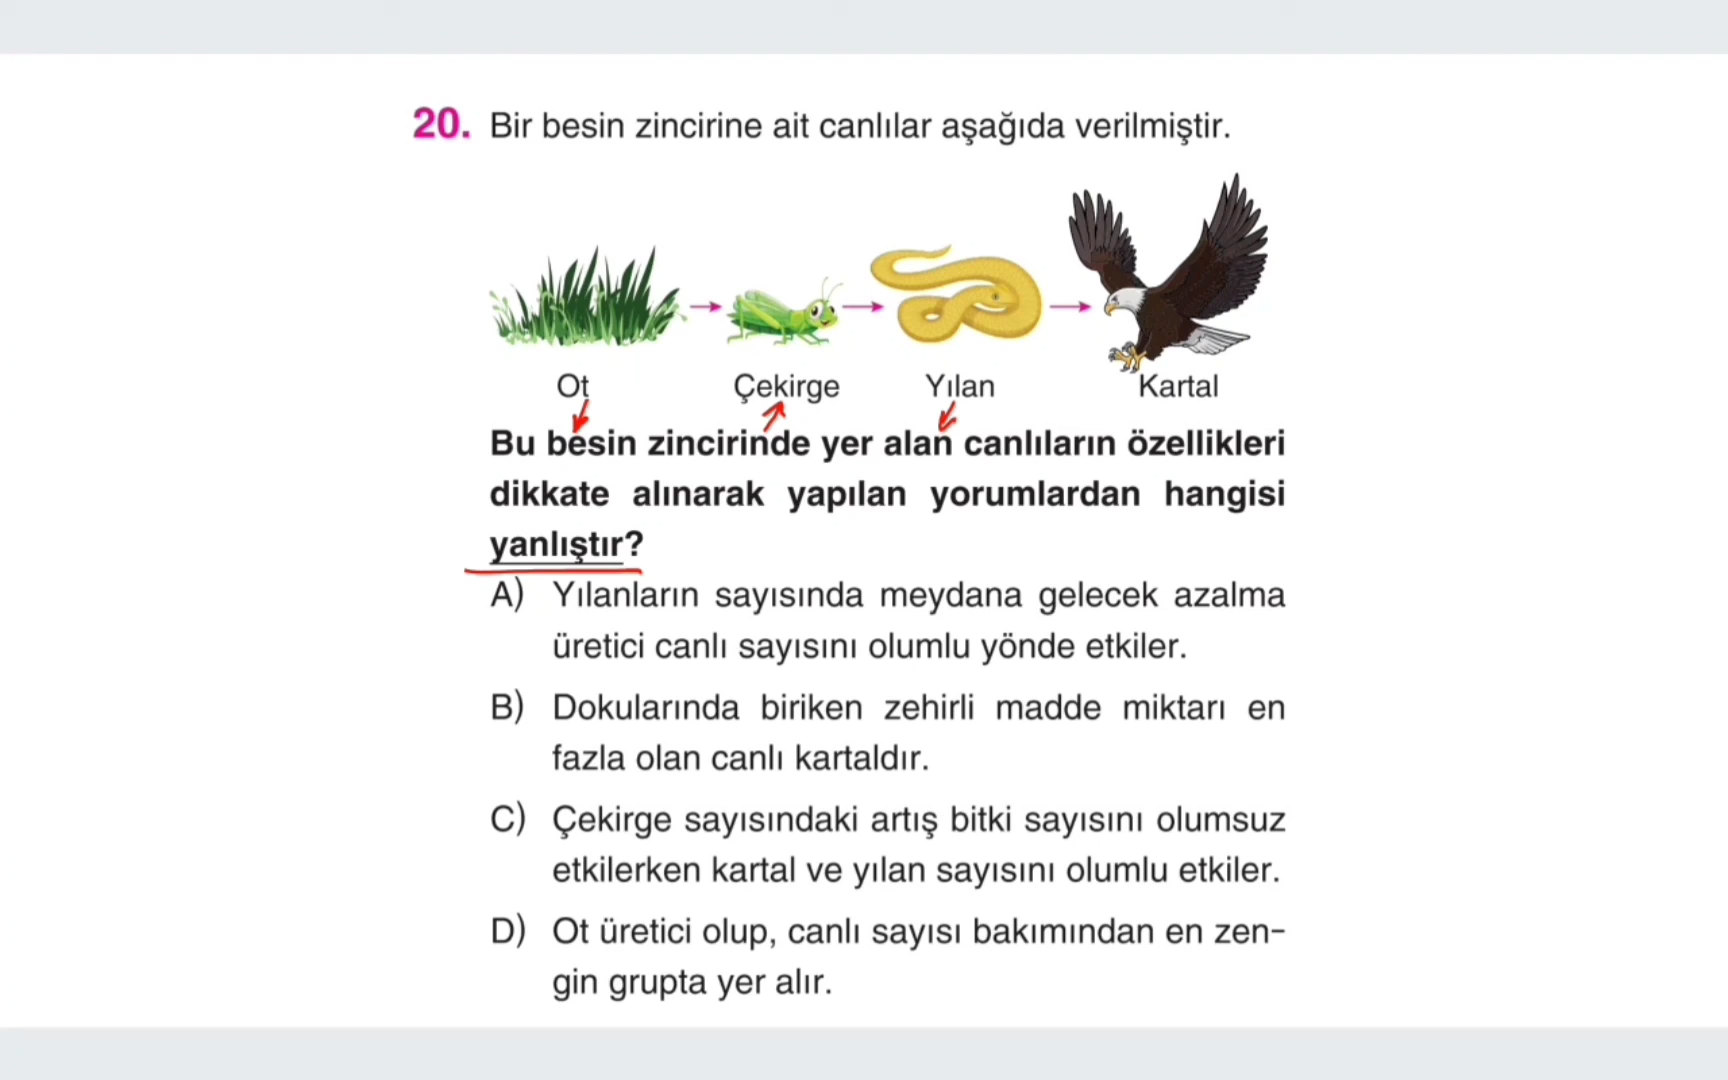 20. Bir besin zincirine ait canlılar aşağıda verilmiştir.
Ot Çekirge Yılan Kartal
Bu besin zincirinde yer alan canlıların özellikleri
dikkate alınarak yapılan yorumlardan hangisi
yanlıştır?
A) Yılanların sayısında meydana gelecek azalma
üretici canlı sayısını olumlu yönde etkiler.
B) Dokularında biriken zehirli madde miktarı en
fazla olan canlı kartaldır.
C) Çekirge sayısındaki artış bitki sayısını olumsuz
etkilerken kartal ve yılan sayısını olumlu etkiler.
D) Ot üretici olup, canlı sayısı bakımından en zen-
gin grupta yer alır.